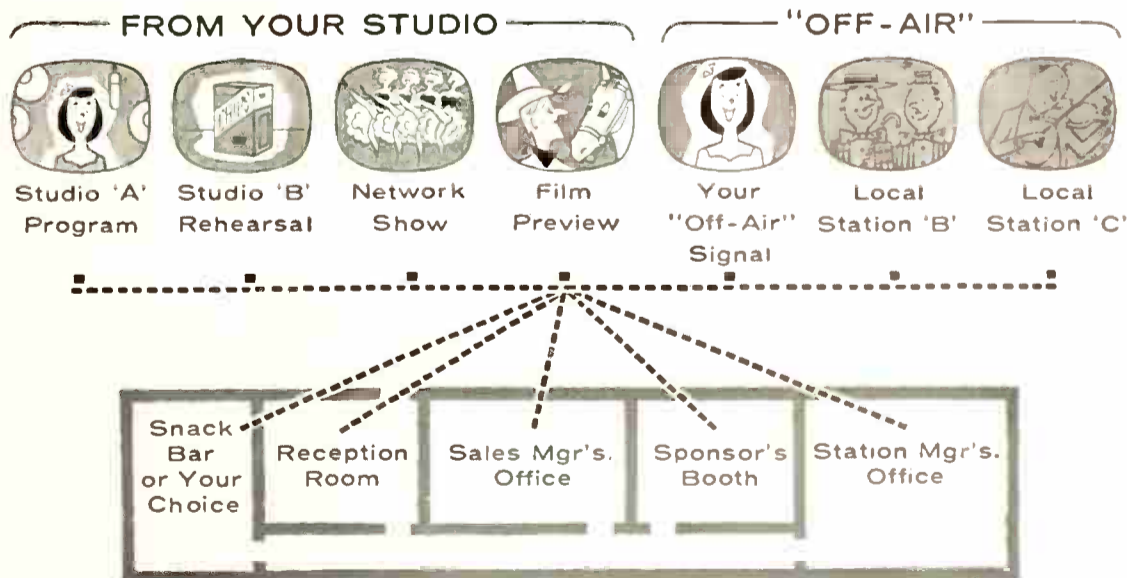 FROM YOUR STUDIO
"OFF-AIR"
Studio 'A'
Program
Studio 'B'
Rehearsal
Network
Show
Film
Preview
Your
"Off-Air"
Signal
Local
Station 'B'
Local
Station 'C'
Snack
Bar
or Your
Choice
Reception
Room
Sales Mgr's.
Office
Sponsor's
Booth
Station Mgr's.
Office